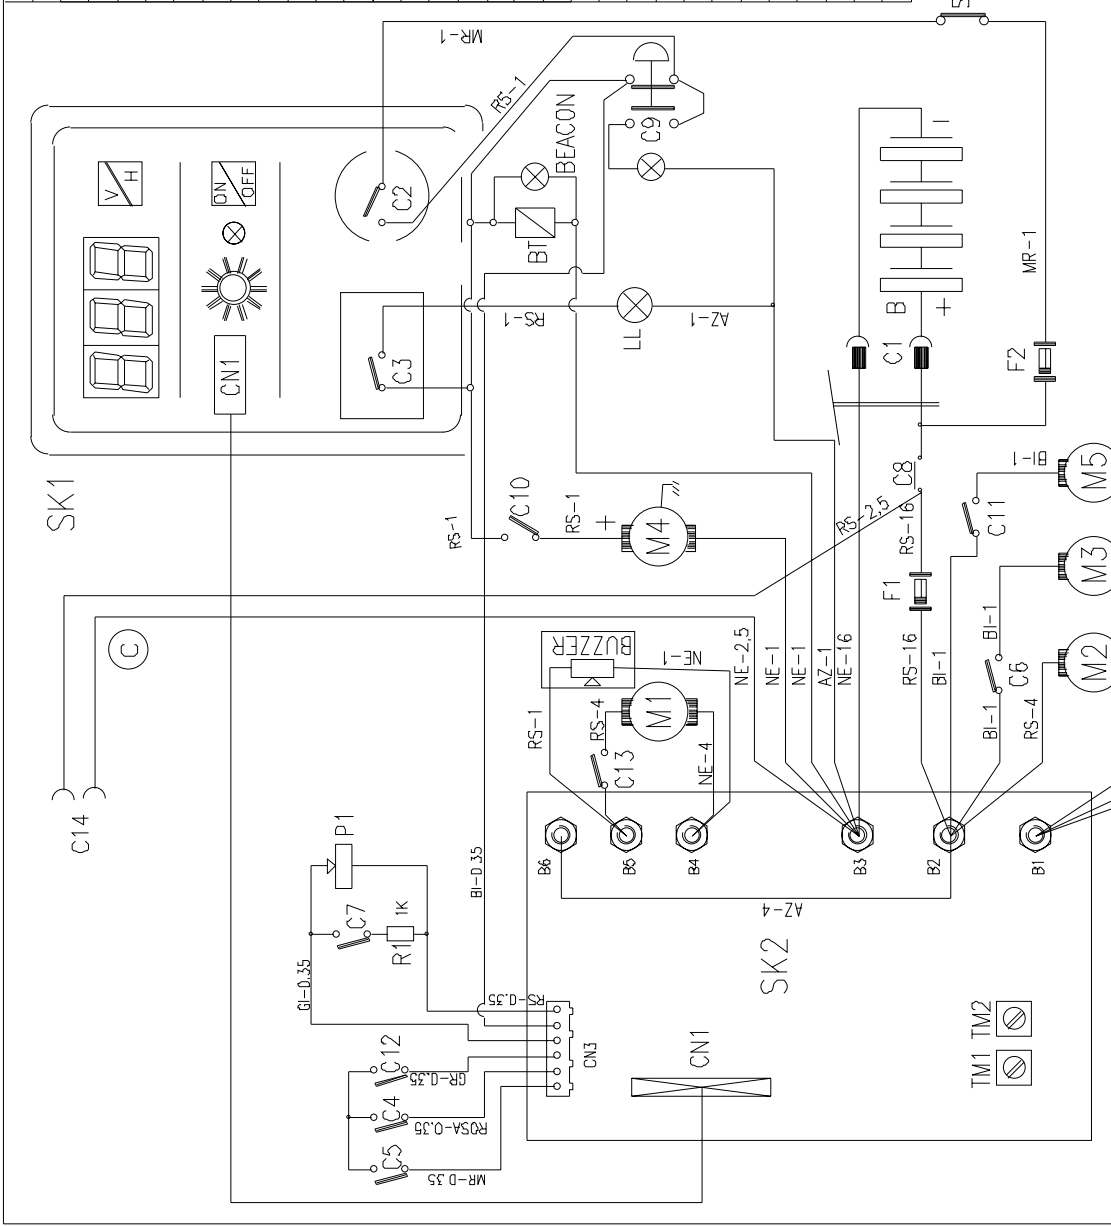 MR-1
RS-1
SK1
V
H
ON
OFF
CN1
C2
C3
BEACON
BT
C9
RS-1
LL
AZ-1
B
+
C1
MR-1
F2
RS-1
C10
RS-1
+
M4
RS-2,5
C8
RS-16
F1
BI-1
C11
M5
M3
M2
C
C14
BUZZER
NE-1
RS-1
RS-4
C13
M1
NE-4
NE-2,5
NE-1
NE-1
AZ-1
NE-16
RS-16
BI-1
BI-1
C6
BI-1
RS-4
P1
C7
1K
R1
GI-0.35
BI-0.35
RS-0.35
B6
B5
B4
B3
B2
B1
AZ-4
SK2
CN3
C12
GR-0.35
C4
ROSA-0.35
C5
MR-0.35
CN1
TM2
TM1